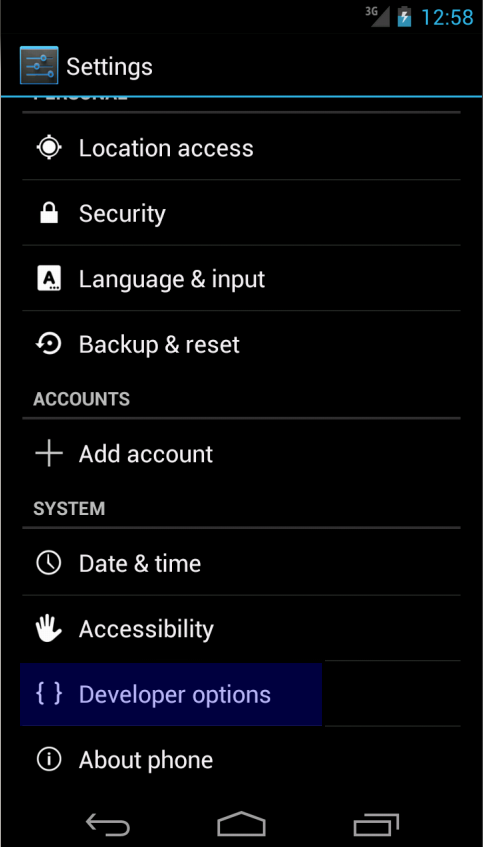 3G 12:58
Settings
PERSONAL
Location access
Security
A Language & input
Backup & reset
ACCOUNTS
Add account
SYSTEM
Date & time
Accessibility
{ } Developer options
About phone